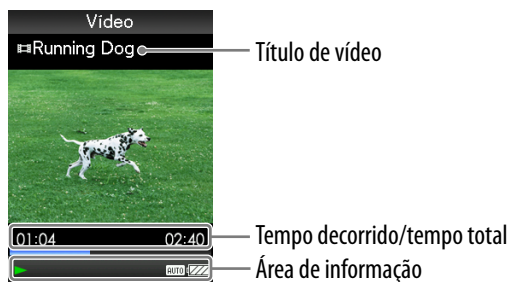 Vídeo
Running Dog
Título de vídeo
01:04 02:40
Tempo decorrido/tempo total
AUTO
Área de informação